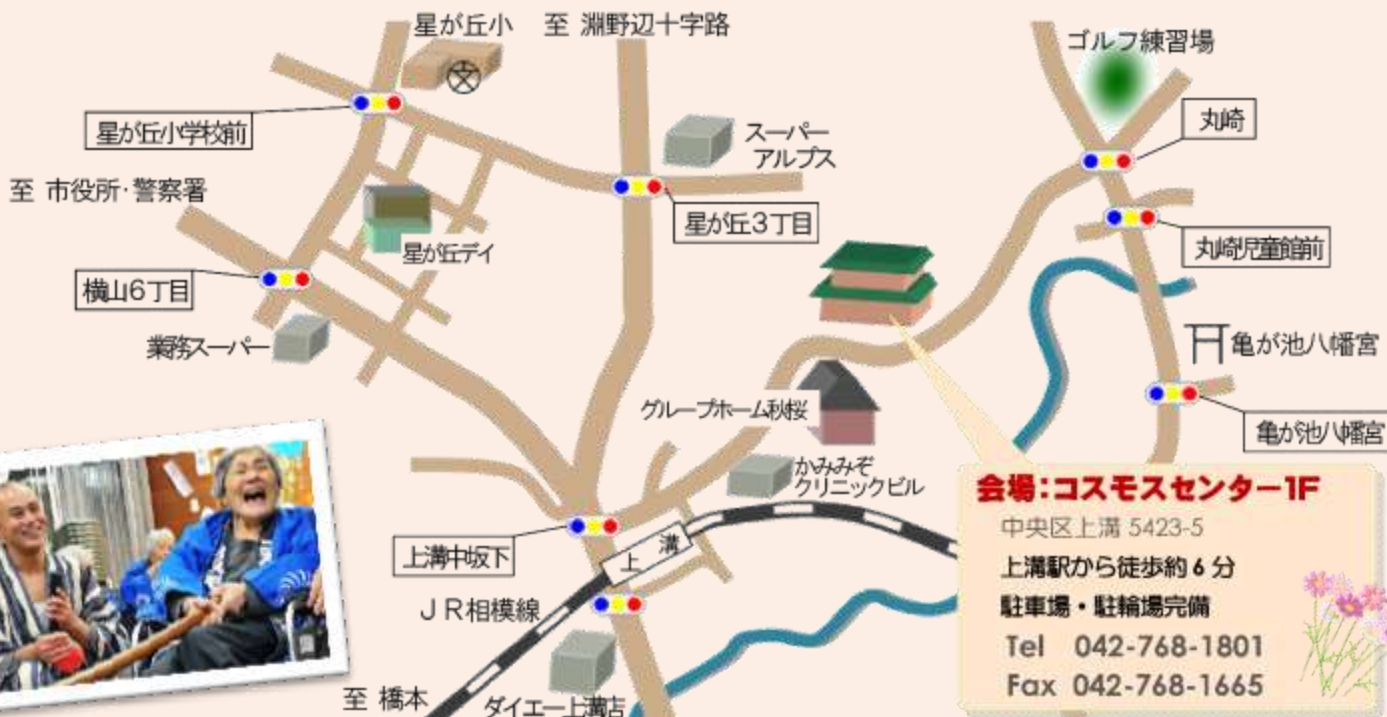 星が丘小
至 淵野辺十字路
ゴルフ練習場
丸崎
星が丘小学校前
スーパー
アルプス
至 市役所・警察署
星が丘3丁目
丸崎児童館前
星が丘デイ
横山6丁目
業務スーパー
亀が池八幡宮
グループホーム秋桜
亀が池八幡宮
かみみぞ
クリニックビル
上溝中坂下
上溝
JR相模線
至 橋本
ダイエー上溝店
会場:コスモスセンター1F
中央区上溝 5423-5
上溝駅から徒歩約6分
駐車場・駐輪場完備
Tel 042-768-1801
Fax 042-768-1665